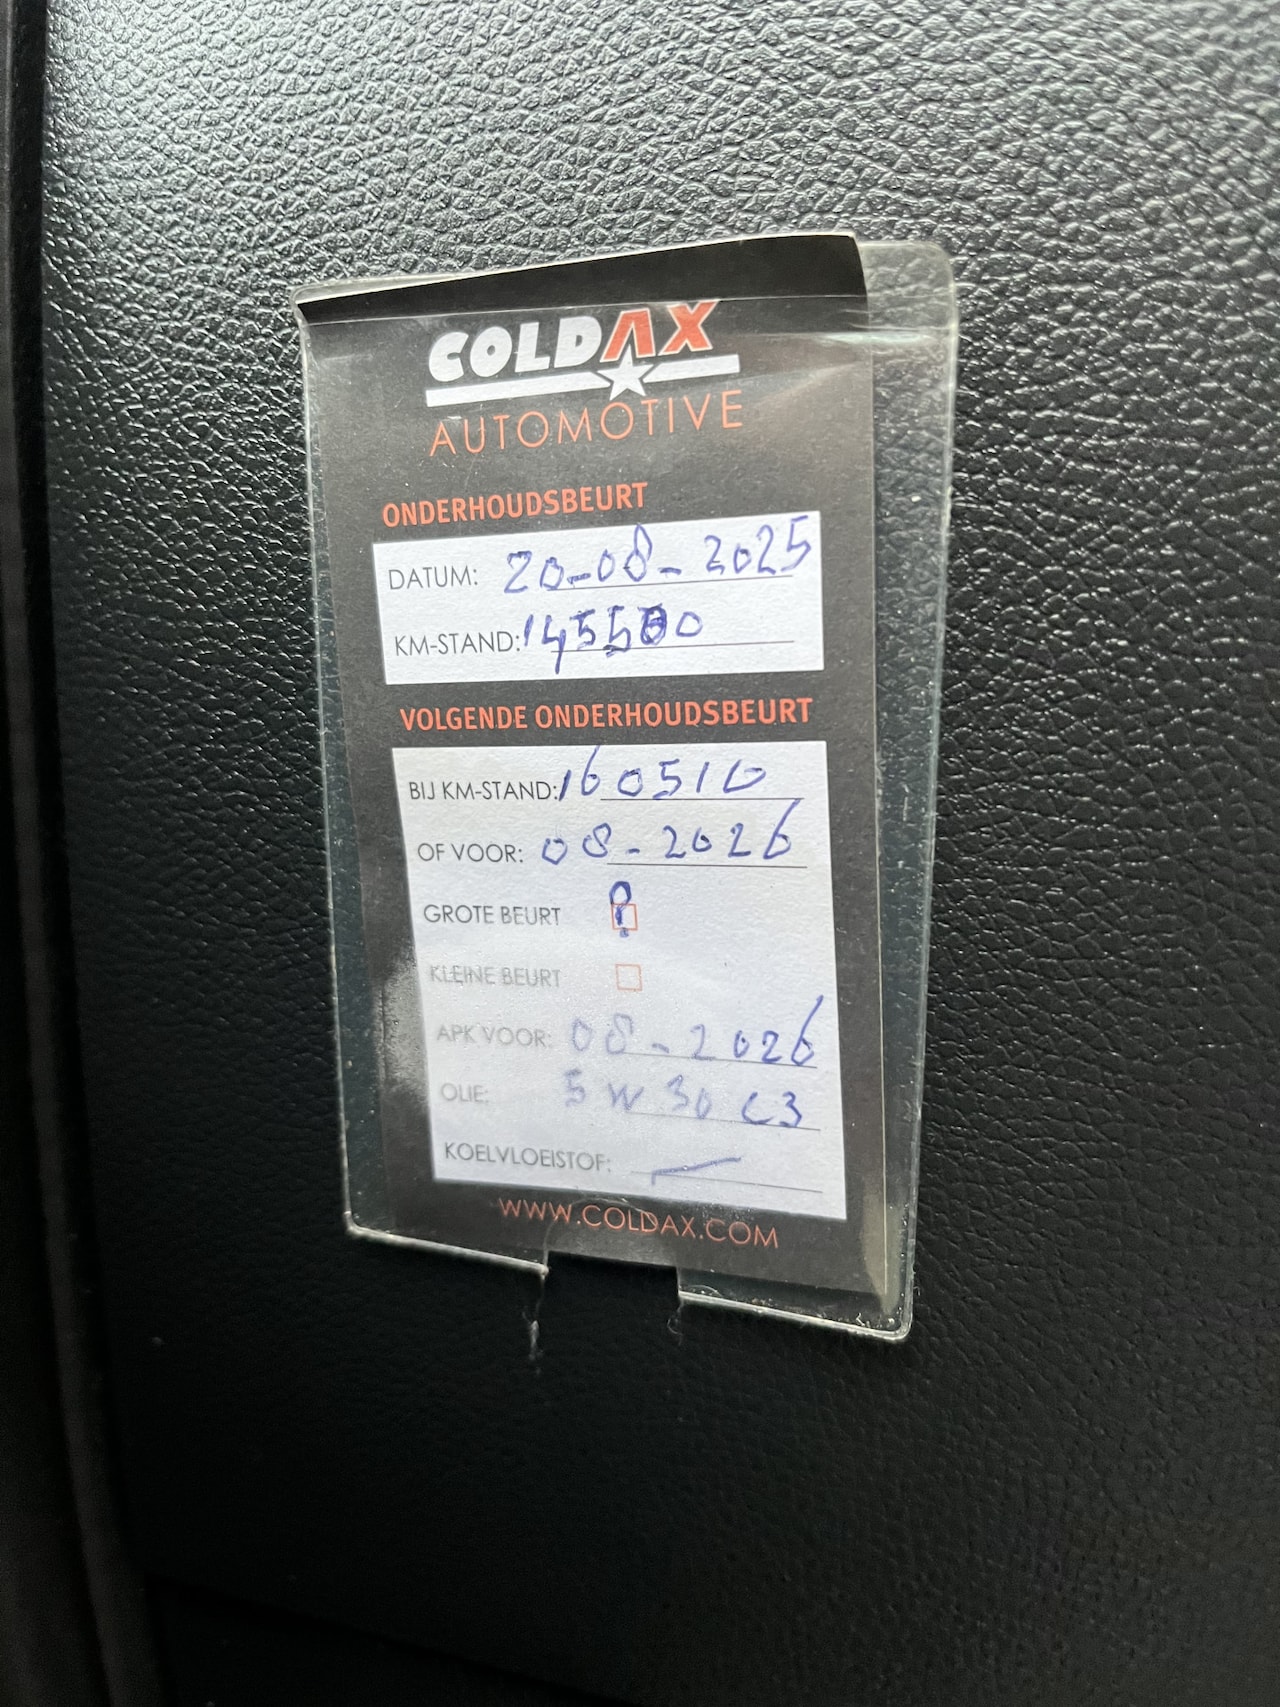 COLDAX
AUTOMOTIVE
ONDERHOUDSBEURT
DATUM: 20-08-2025
KM-STAND:
VOLGENDE ONDERHOUDSBEURT
BIJ KM-STAND: 160510
OF VOOR: 08-2026
GROTE BEURT
KLEINE BEURT
APK VOOR: 08-2026
OLIE: 5W30 C3
KOELVLOEISTOF: —
WWW.COLDAX.COM